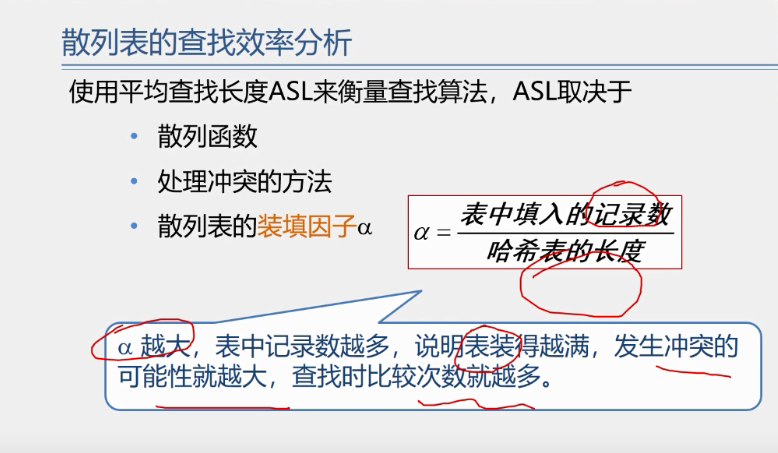 散列表的查找效率分析
使用平均查找长度ASL来衡量查找算法，ASL取决于
• 散列函数
• 处理冲突的方法
• 散列表的装填因子α
α = 表中填入的记录数
哈希表的长度
α 越大，表中记录数越多，说明表装得越满，发生冲突的
可能性就越大，查找时比较次数就越多。